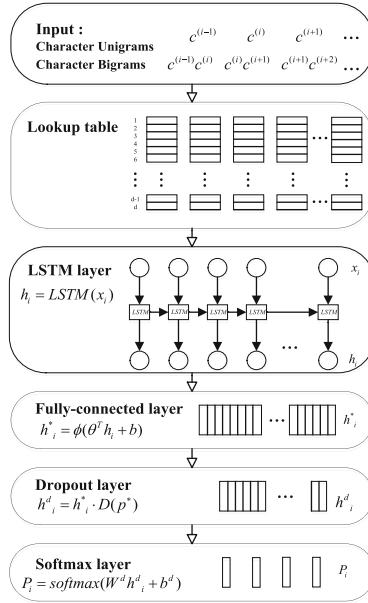 Input :
Character Unigrams c^(i−1) c^(i) c^(i+1) ...
Character Bigrams c^(i−1)c^(i) c^(i)c^(i+1) c^(i+1)c^(i+2) ...
Lookup table
1
2
3
4
5
6
...
d-1
d
LSTM layer x_i
h_i = LSTM(x_i)
LSTM LSTM LSTM LSTM LSTM
...
h_i
Fully-connected layer
h*_i = ϕ(θ^T h_i + b) ... h*_i
Dropout layer
h^d_i = h*_i · D(p*) ... h^d_i
Softmax layer
P_i = softmax(W^d h^d_i + b^d) P_i